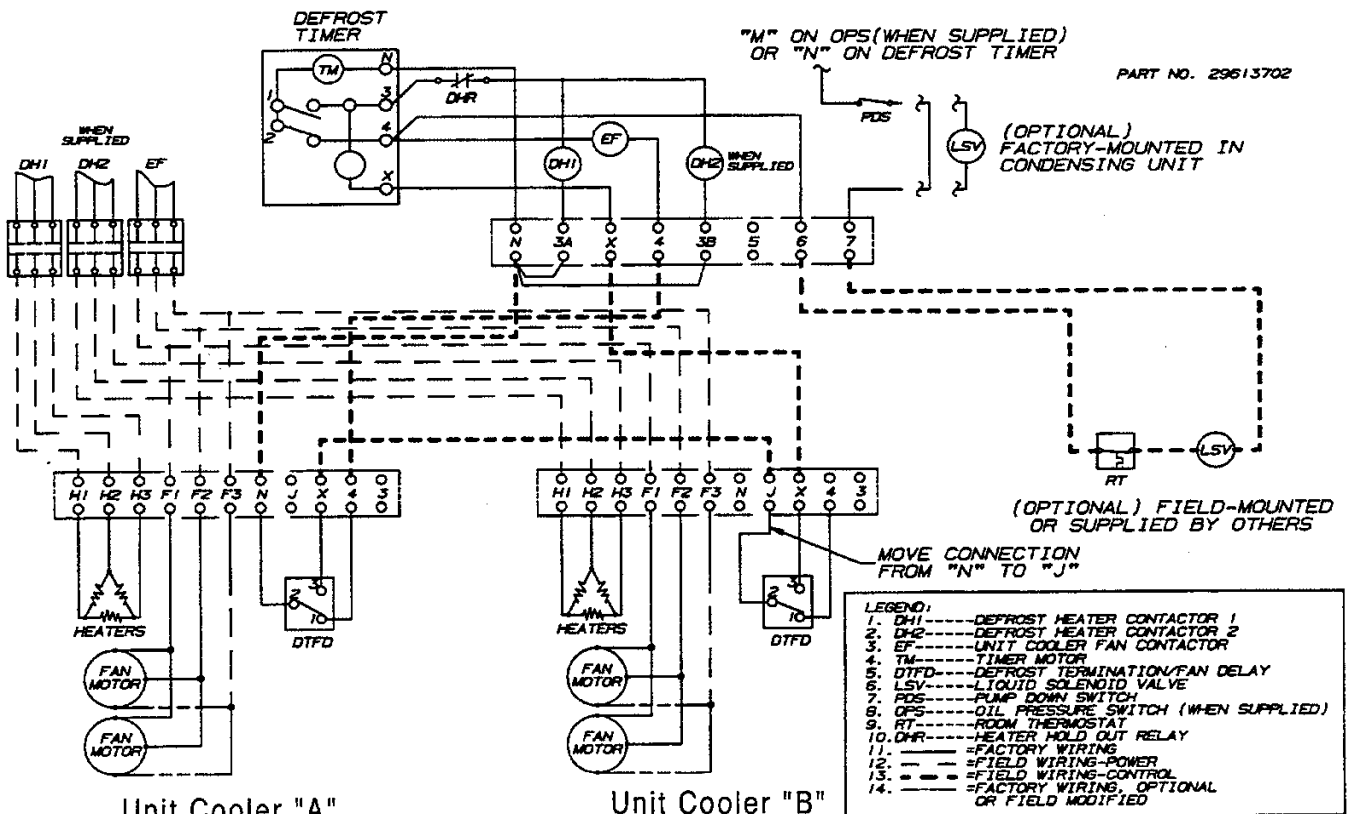 DEFROST
TIMER
"M" ON OPS(WHEN SUPPLIED)
OR "N" ON DEFROST TIMER
PART NO. 29613702
TM
N
1
3
2
4
X
DHR
EF
DH1
DH2
WHEN
SUPPLIED
PDS
LSV
(OPTIONAL)
FACTORY-MOUNTED IN
CONDENSING UNIT
WHEN
SUPPLIED
DH1
DH2
EF
N
3A
X
4
3B
5
6
7
RT
LSV
(OPTIONAL) FIELD-MOUNTED
OR SUPPLIED BY OTHERS
H1
H2
H3
F1
F2
F3
N
J
X
4
3
H1
H2
H3
F1
F2
F3
N
J
X
4
3
MOVE CONNECTION
FROM "N" TO "J"
HEATERS
2
3
1
DTFD
HEATERS
2
3
1
DTFD
FAN
MOTOR
FAN
MOTOR
FAN
MOTOR
FAN
MOTOR
Unit Cooler "A"
Unit Cooler "B"
LEGEND:
1. DH1-----DEFROST HEATER CONTACTOR 1
2. DH2-----DEFROST HEATER CONTACTOR 2
3. EF------UNIT COOLER FAN CONTACTOR
4. TM------TIMER MOTOR
5. DTFD----DEFROST TERMINATION/FAN DELAY
6. LSV-----LIQUID SOLENOID VALVE
7. PDS-----PUMP DOWN SWITCH
8. OPS-----OIL PRESSURE SWITCH (WHEN SUPPLIED)
9. RT------ROOM THERMOSTAT
10. DHR-----HEATER HOLD OUT RELAY
11. ——— =FACTORY WIRING
12. — — — =FIELD WIRING-POWER
13. - - - - =FIELD WIRING-CONTROL
14. ——— =FACTORY WIRING, OPTIONAL
OR FIELD MODIFIED